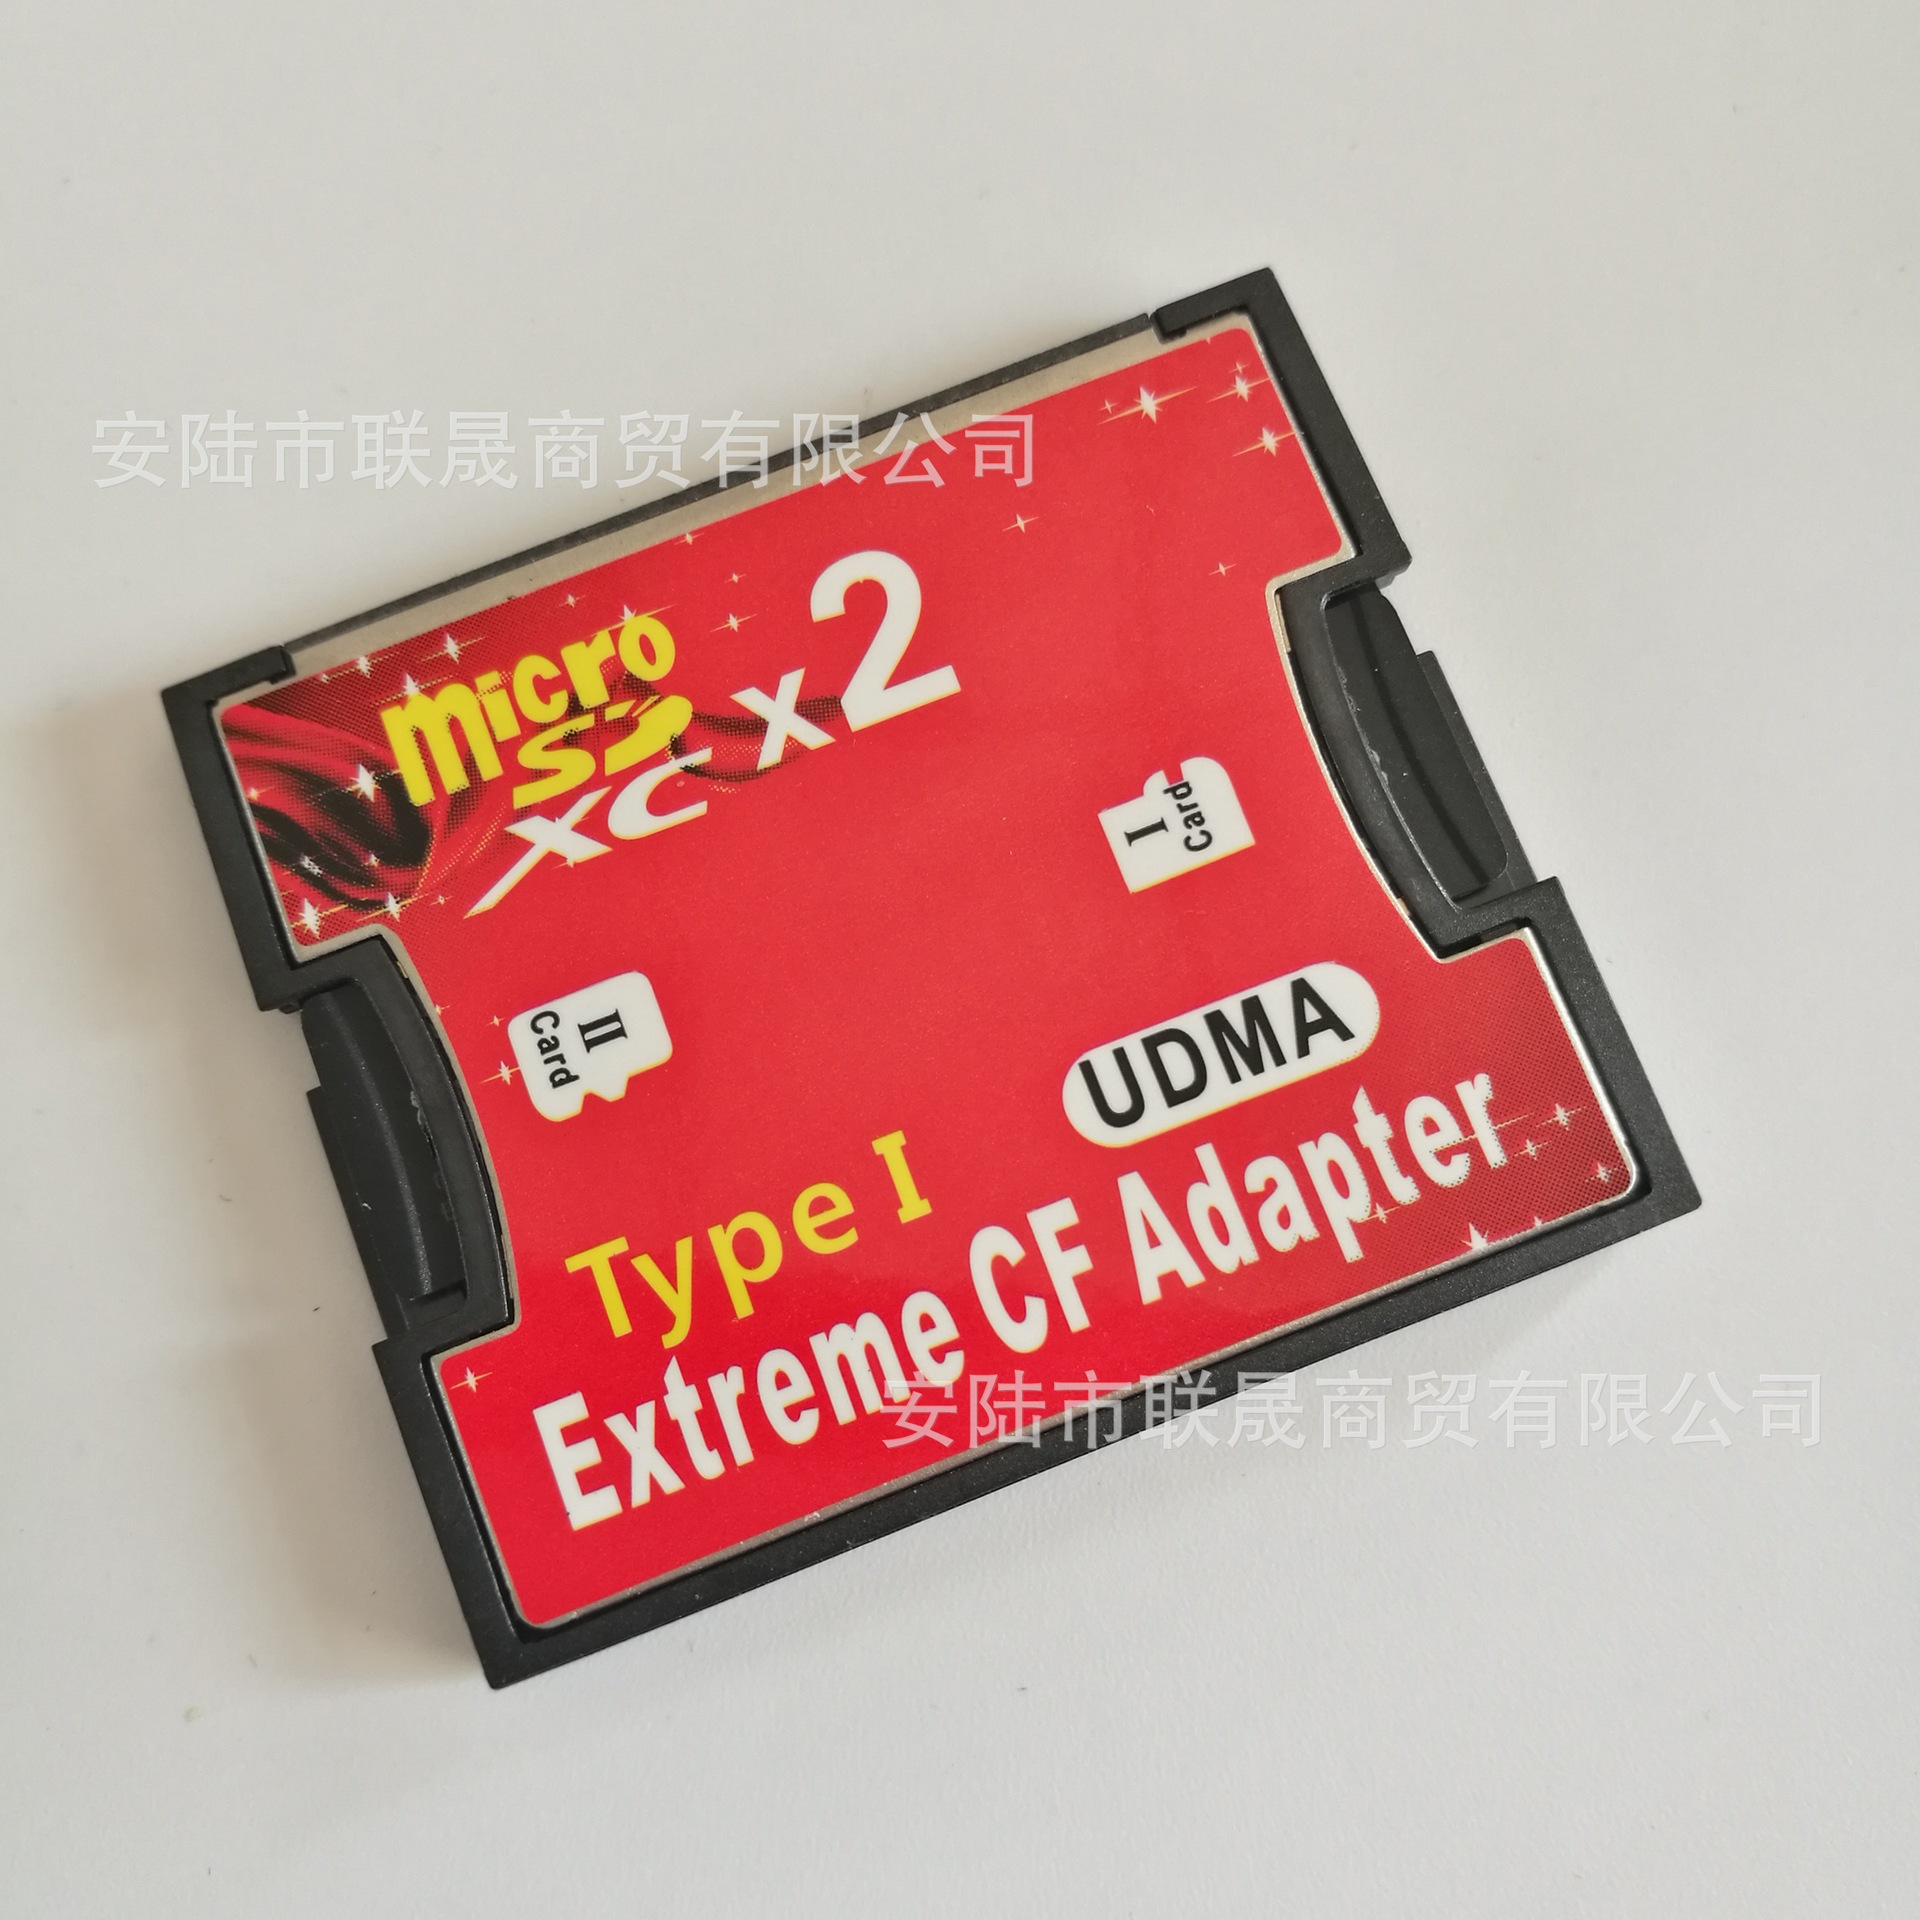 安陆市联晟商贸有限公司
micro
SD
XC x2
I
Card
II
Card
UDMA
Type I
Extreme CF Adapter
安陆市联晟商贸有限公司